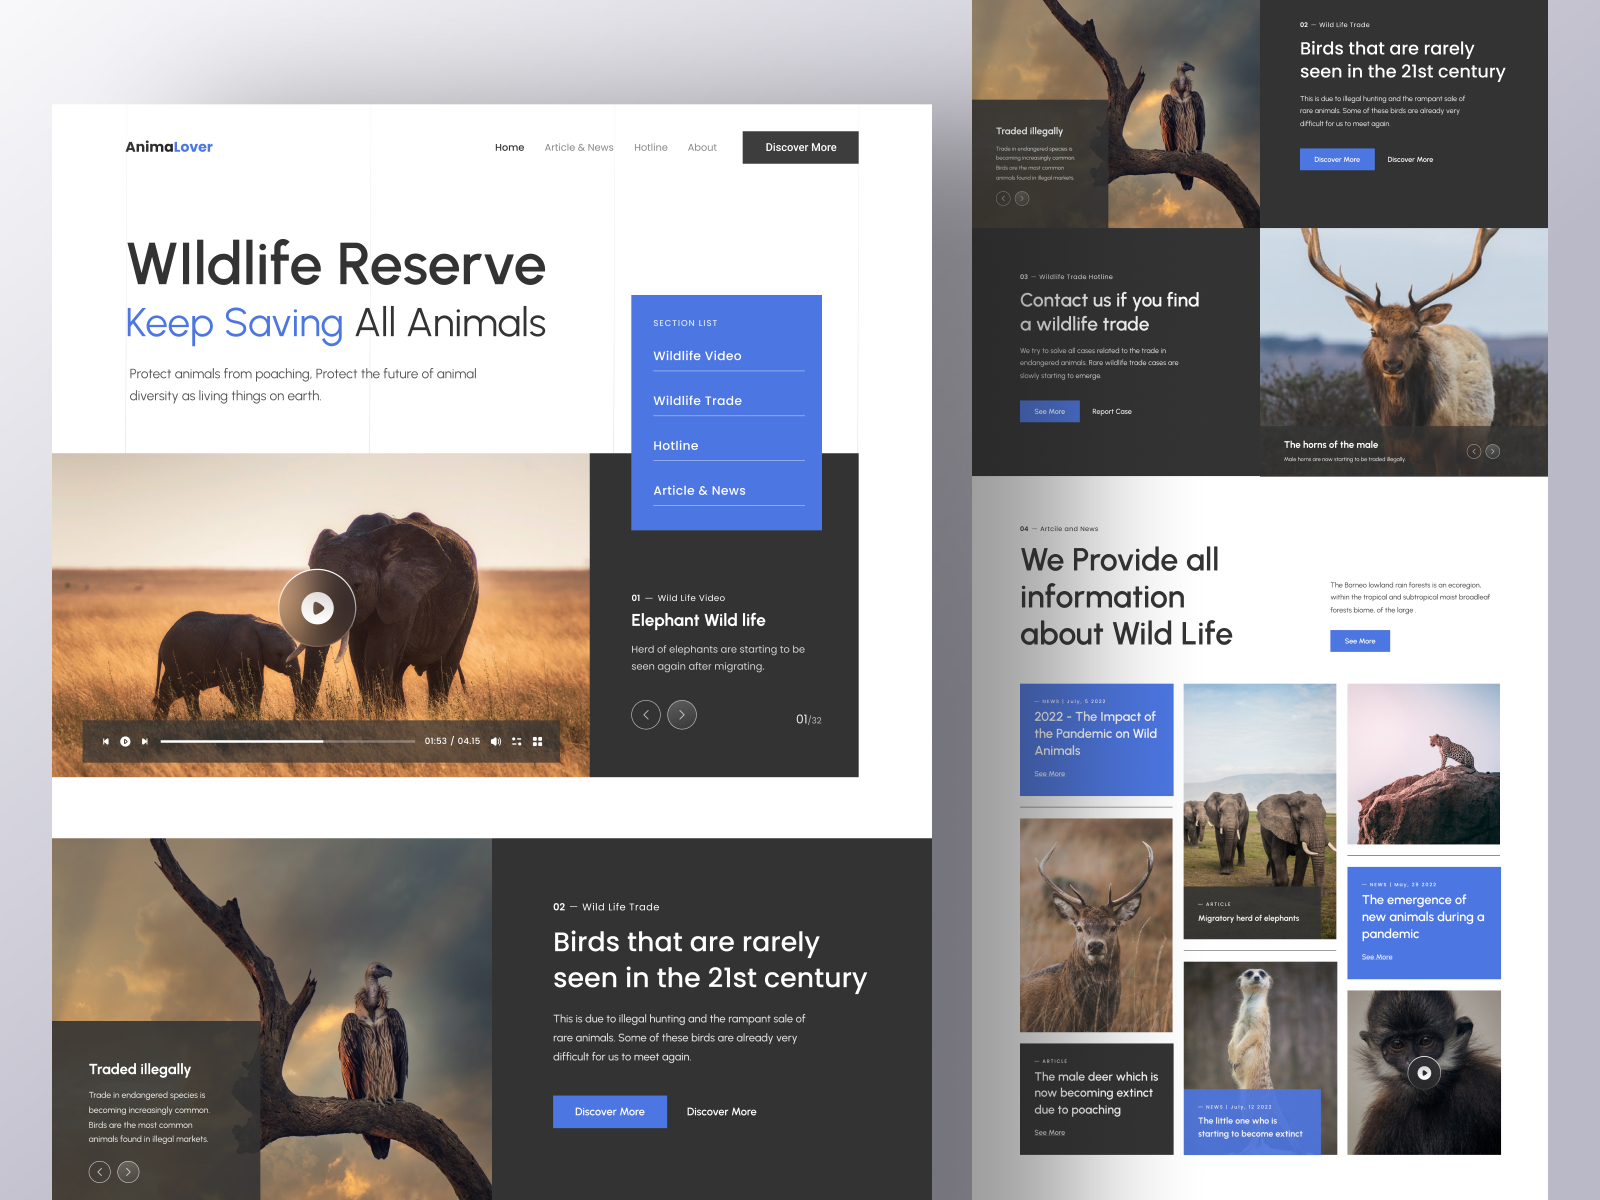 AnimaLover
Home
Article & News
Hotline
About
Discover More
WIldlife Reserve
Keep Saving All Animals
Protect animals from poaching, Protect the future of animal
diversity as living things on earth.
SECTION LIST
Wildlife Video
Wildlife Trade
Hotline
Article & News
01 — Wild Life Video
Elephant Wild life
Herd of elephants are starting to be
seen again after migrating.
01/32
01:53 / 04.15
02 — Wild Life Trade
Birds that are rarely
seen in the 21st century
This is due to illegal hunting and the rampant sale of
rare animals. Some of these birds are already very
difficult for us to meet again.
Discover More
Discover More
Traded illegally
Trade in endangered species is
becoming increasingly common.
Birds are the most common
animals found in illegal markets.
Traded illegally
Trade in endangered species is
becoming increasingly common.
Birds are the most common
animals found in illegal markets.
02 — Wild Life Trade
Birds that are rarely
seen in the 21st century
This is due to illegal hunting and the rampant sale of
rare animals. Some of these birds are already very
difficult for us to meet again.
Discover More
Discover More
03 — Wildlife Trade Hotline
Contact us if you find
a wildlife trade
We try to solve all cases related to the trade in
endangered animals. Rare wildlife trade cases are
slowly starting to emerge.
See More
Report Case
The horns of the male
Male horns are now starting to be traded illegally
04 — Artcile and News
We Provide all
information
about Wild Life
The Borneo lowland rain forests is an ecoregion,
within the tropical and subtropical moist broadleaf
forests biome. of the large .
See More
— NEWS | July, 5 2022
2022 - The Impact of
the Pandemic on Wild
Animals
See More
— ARTICLE
Migratory herd of elephants
— NEWS | May, 28 2022
The emergence of
new animals during a
pandemic
See More
— ARTICLE
The male deer which is
now becoming extinct
due to poaching
See More
— NEWS | July, 12 2022
The little one who is
starting to become extinct